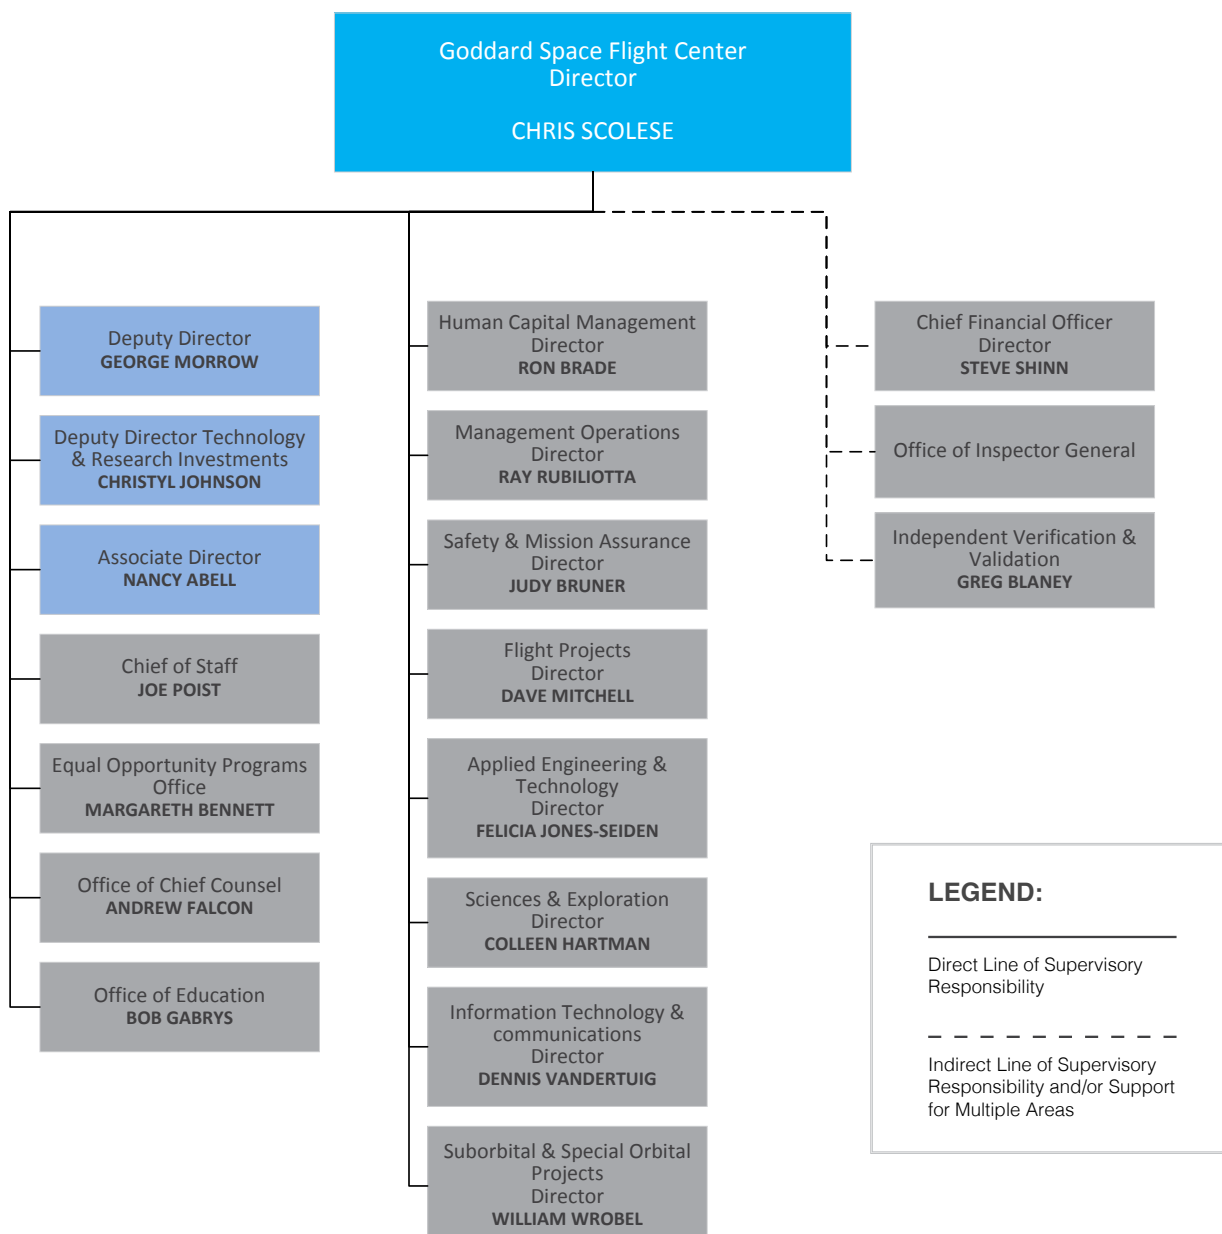 Goddard Space Flight Center
Director
CHRIS SCOLESE
Deputy Director
GEORGE MORROW
Deputy Director Technology
& Research Investments
CHRISTYL JOHNSON
Associate Director
NANCY ABELL
Chief of Staff
JOE POIST
Equal Opportunity Programs
Office
MARGARETH BENNETT
Office of Chief Counsel
ANDREW FALCON
Office of Education
BOB GABRYS
Human Capital Management
Director
RON BRADE
Management Operations
Director
RAY RUBILIOTTA
Safety & Mission Assurance
Director
JUDY BRUNER
Flight Projects
Director
DAVE MITCHELL
Applied Engineering &
Technology
Director
FELICIA JONES-SEIDEN
Sciences & Exploration
Director
COLLEEN HARTMAN
Information Technology &
communications
Director
DENNIS VANDERTUIG
Suborbital & Special Orbital
Projects
Director
WILLIAM WROBEL
Chief Financial Officer
Director
STEVE SHINN
Office of Inspector General
Independent Verification &
Validation
GREG BLANEY
LEGEND:
Direct Line of Supervisory
Responsibility
Indirect Line of Supervisory
Responsibility and/or Support
for Multiple Areas